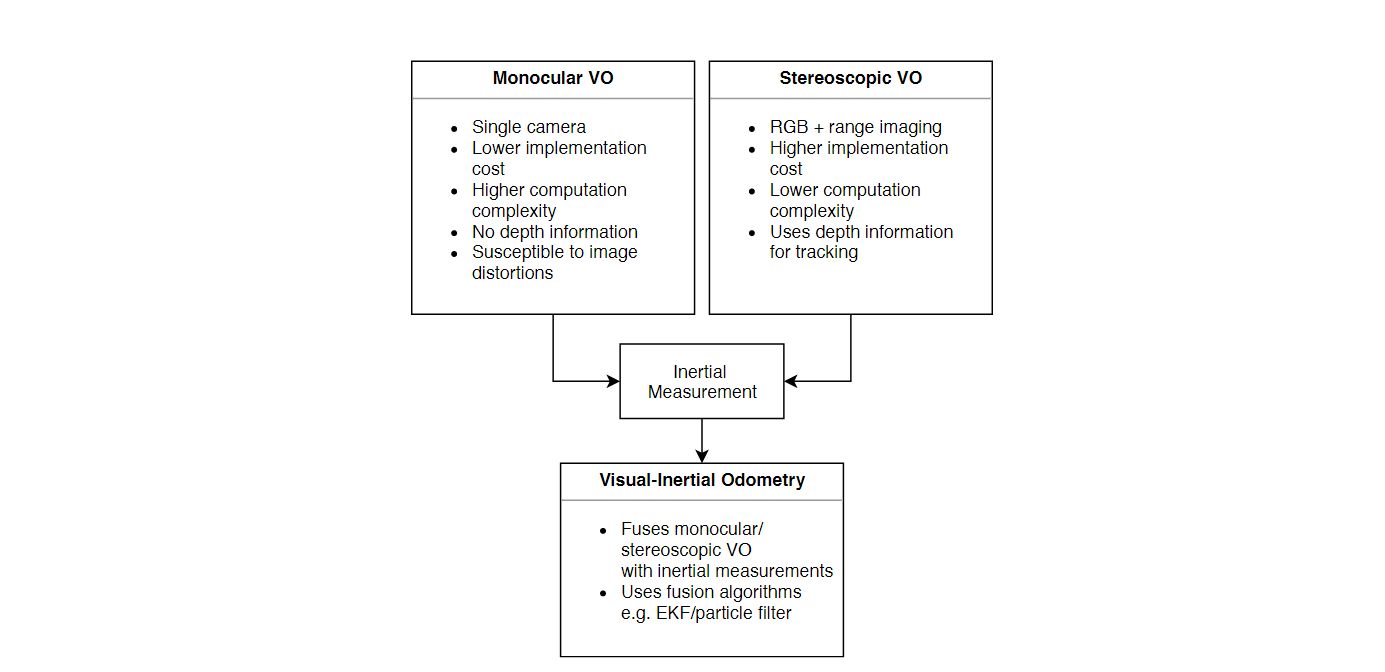 Monocular VO
Single camera
Lower implementation
cost
Higher computation
complexity
No depth information
Susceptible to image
distortions
Stereoscopic VO
RGB + range imaging
Higher implementation
cost
Lower computation
complexity
Uses depth information
for tracking
Inertial
Measurement
Visual-Inertial Odometry
Fuses monocular/
stereoscopic VO
with inertial measurements
Uses fusion algorithms
e.g. EKF/particle filter